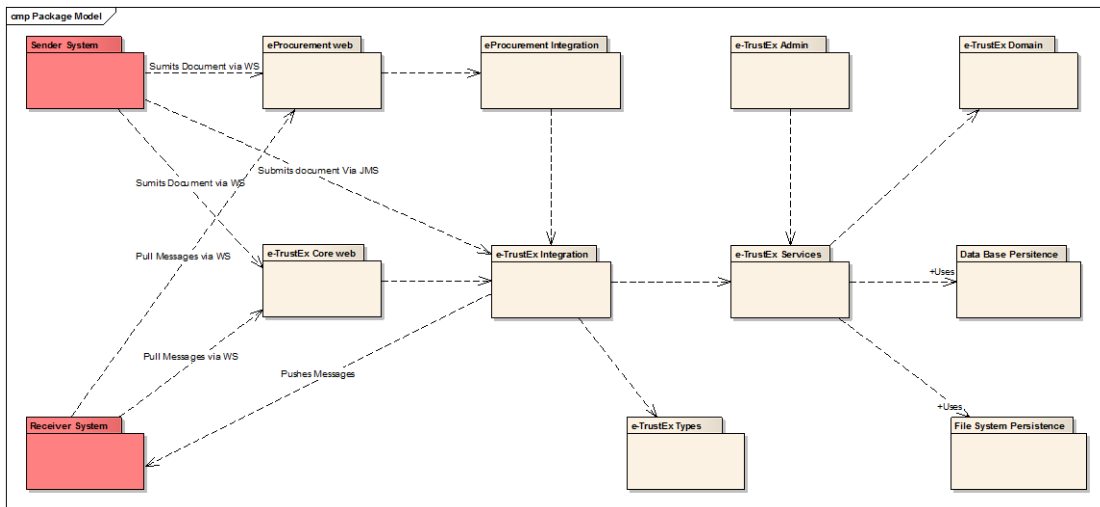 cmp Package Model
Sender System
eProcurement web
eProcurement Integration
e-TrustEx Admin
e-TrustEx Domain
Sumits Document via WS
Submits document Via JMS
Sumits Document via WS
Pull Messages via WS
e-TrustEx Core web
e-TrustEx Integration
e-TrustEx Services
Data Base Persitence
+Uses
Pull Messages via WS
Pushes Messages
+Uses
Receiver System
e-TrustEx Types
File System Persistence